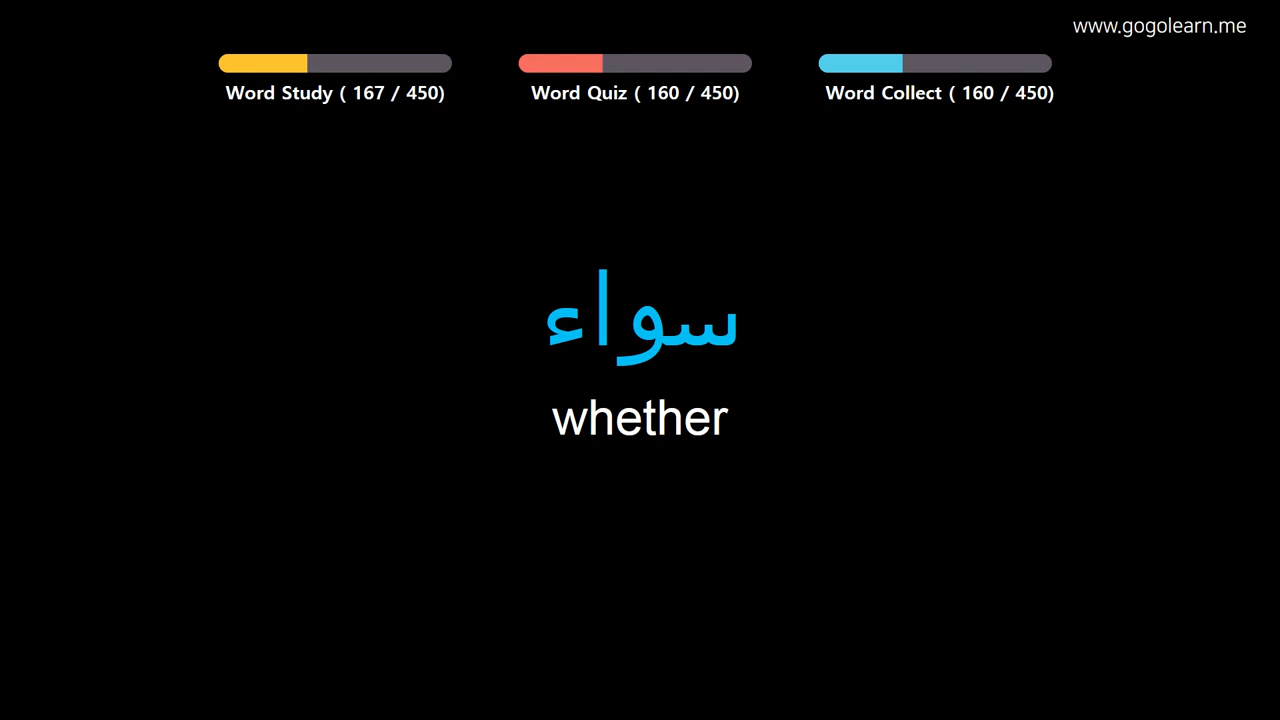 www.gogolearn.me
Word Study ( 167 / 450)
Word Quiz ( 160 / 450)
Word Collect ( 160 / 450)
سواء
whether